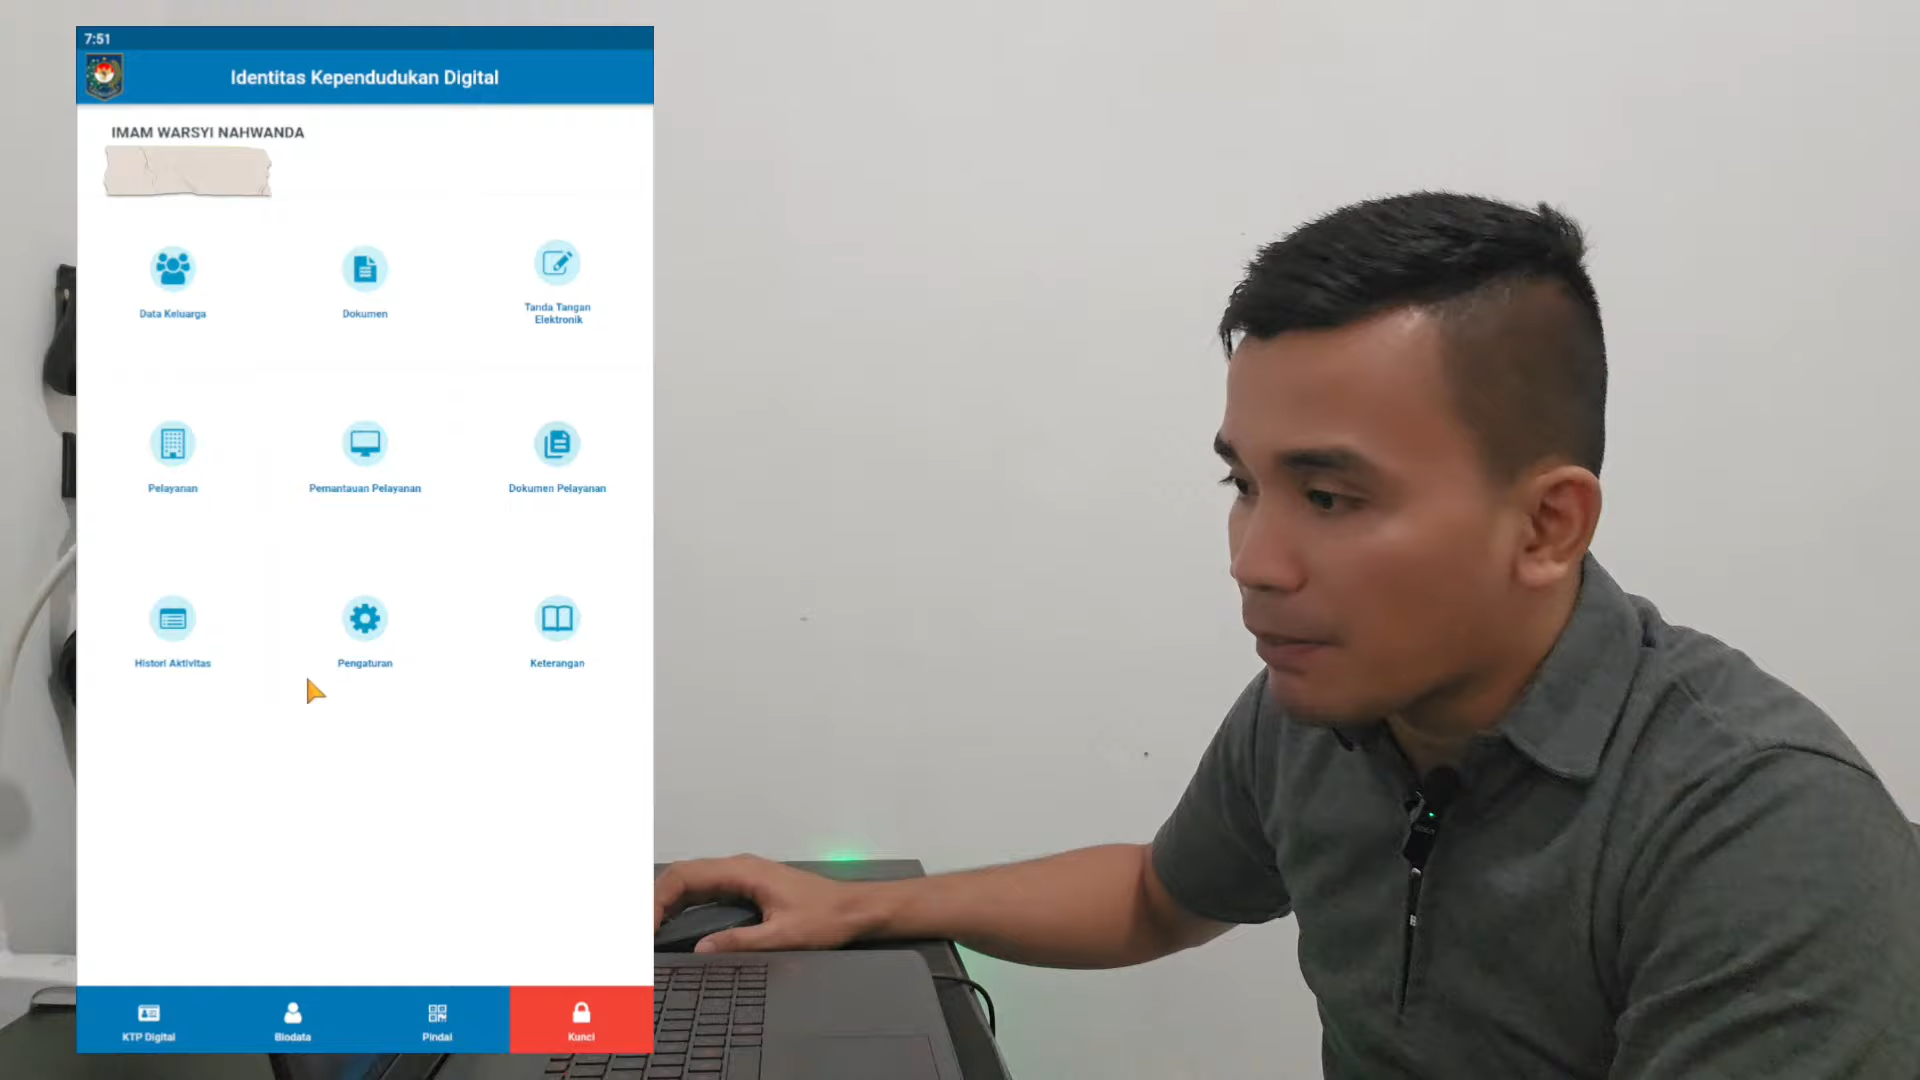 7:51
Identitas Kependudukan Digital
IMAM WARSYI NAHWANDA
Data Keluarga
Dokumen
Tanda Tangan
Elektronik
Pelayanan
Pemantauan Pelayanan
Dokumen Pelayanan
Histori Aktivitas
Pengaturan
Keterangan
KTP Digital
Biodata
Pindai
Kunci